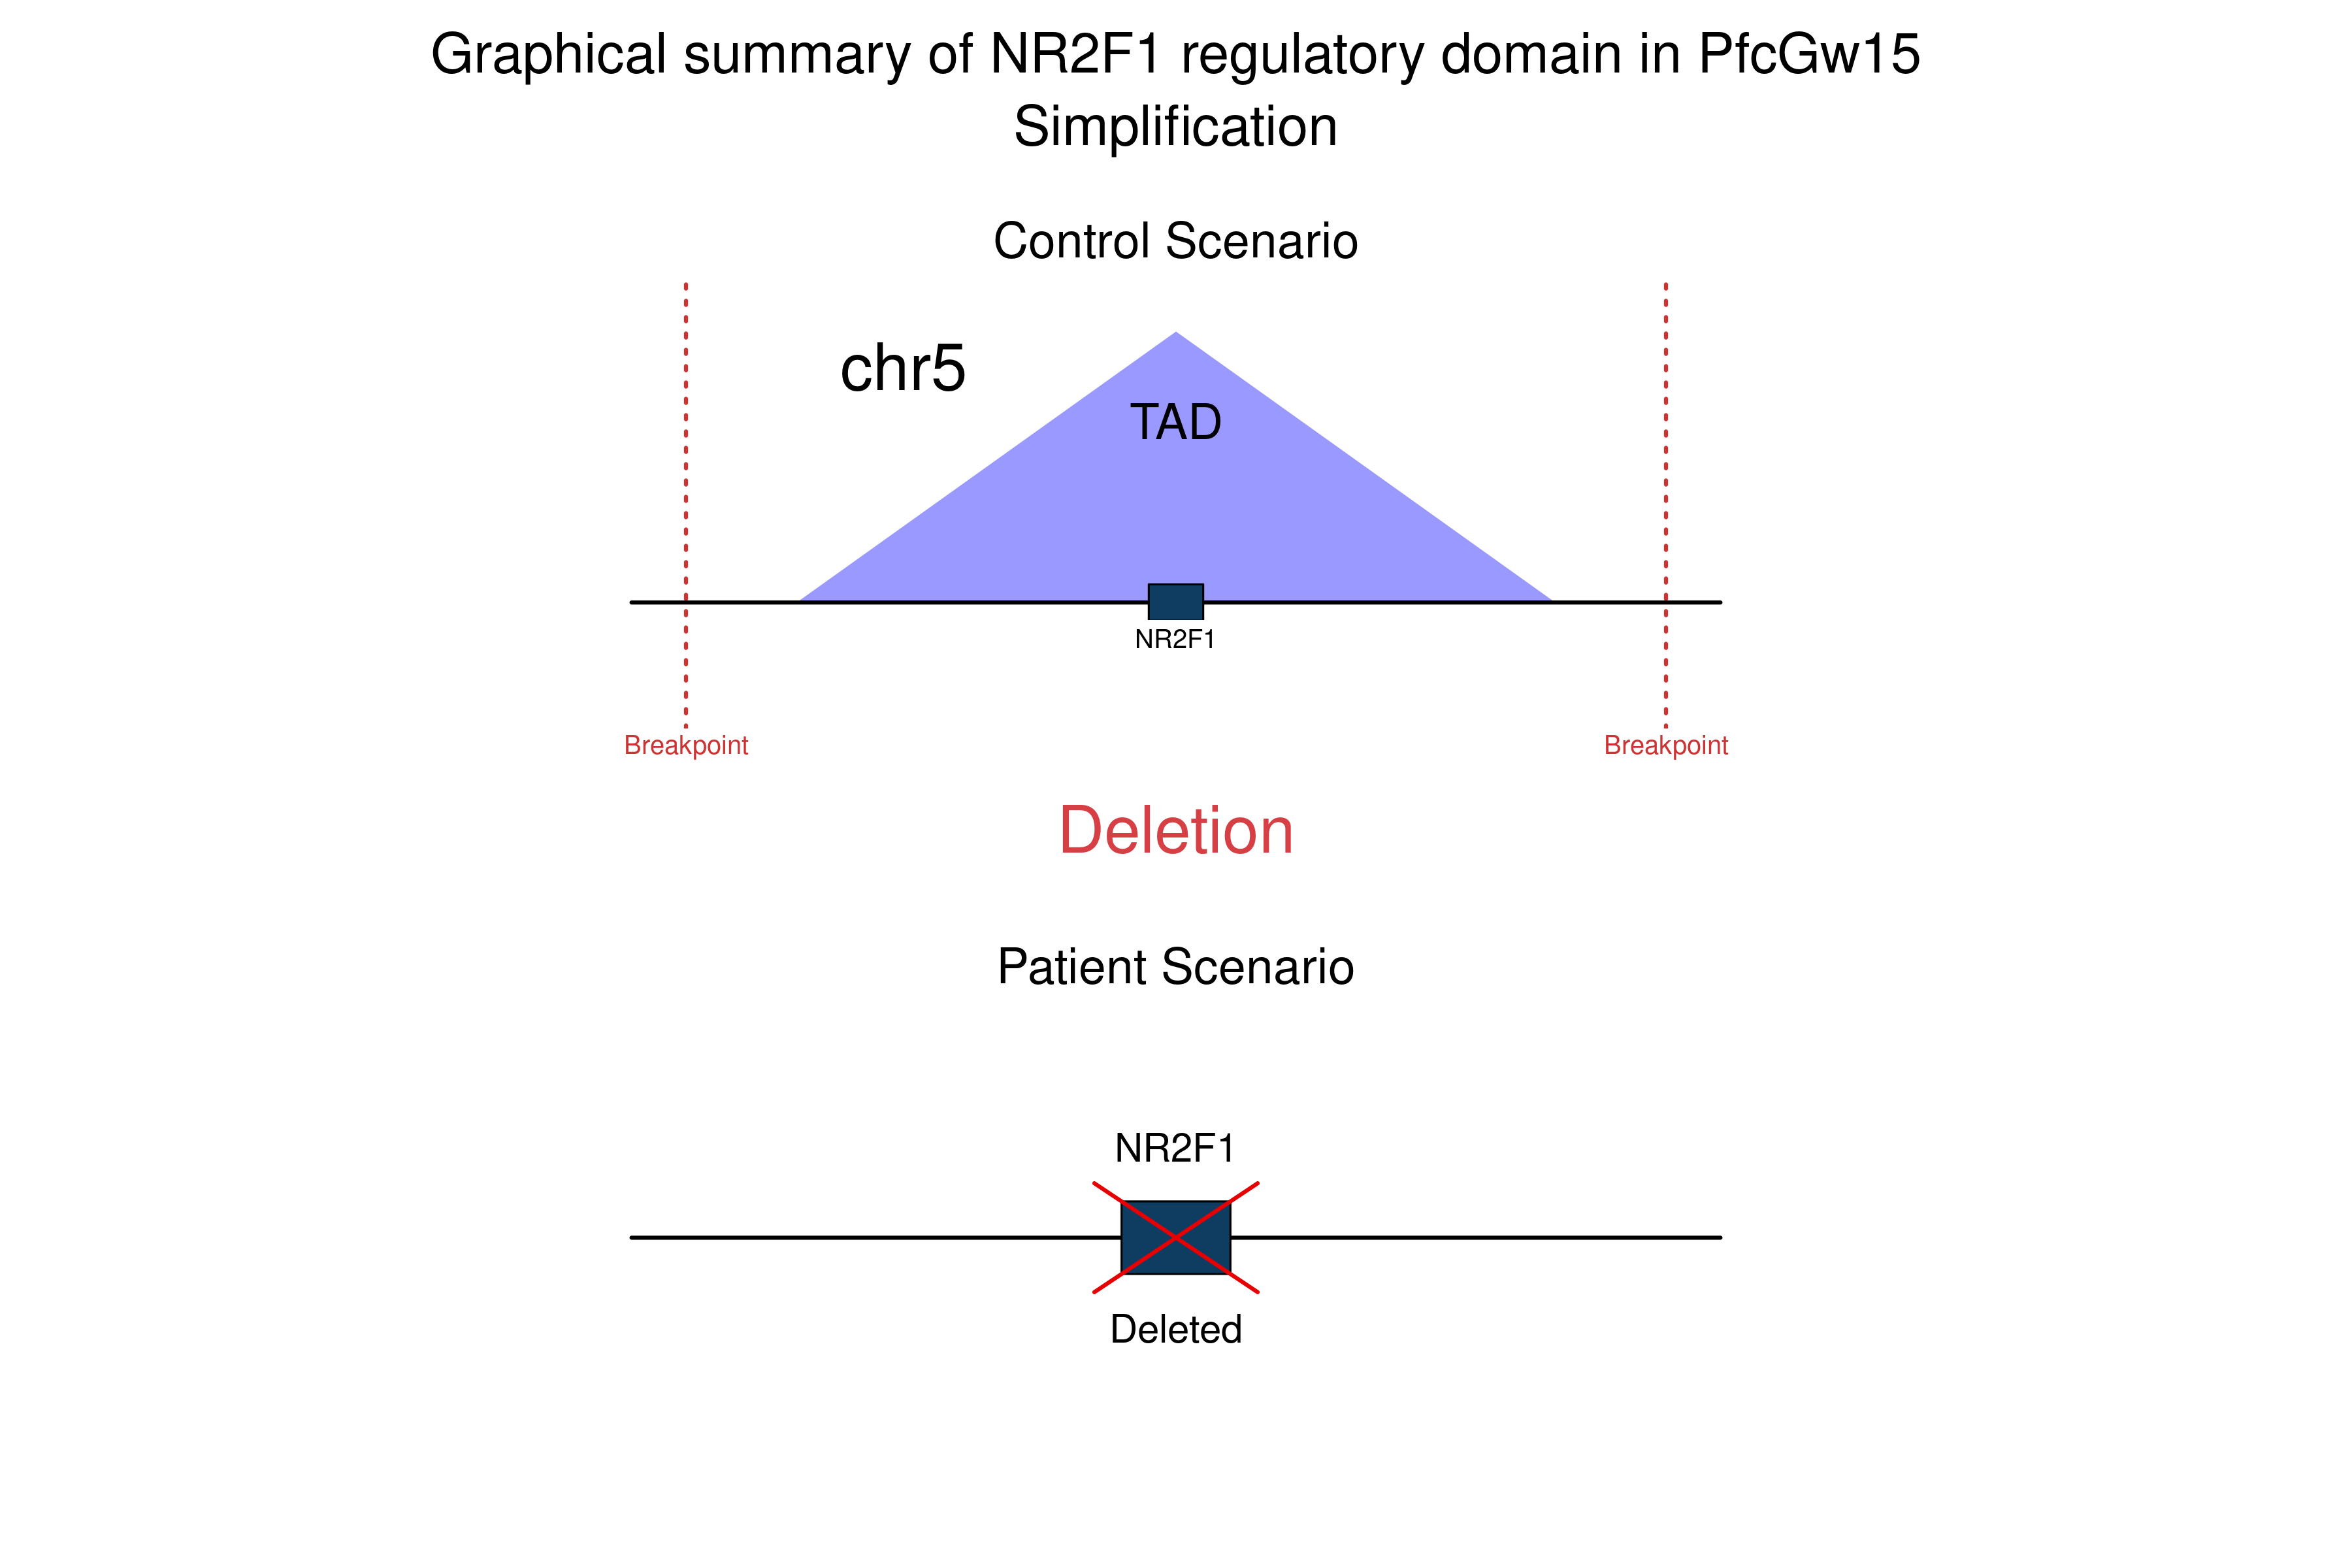 Graphical summary of NR2F1 regulatory domain in PfcGw15
Simplification
Control Scenario
chr5
TAD
NR2F1
Breakpoint
Breakpoint
Deletion
Patient Scenario
NR2F1
Deleted